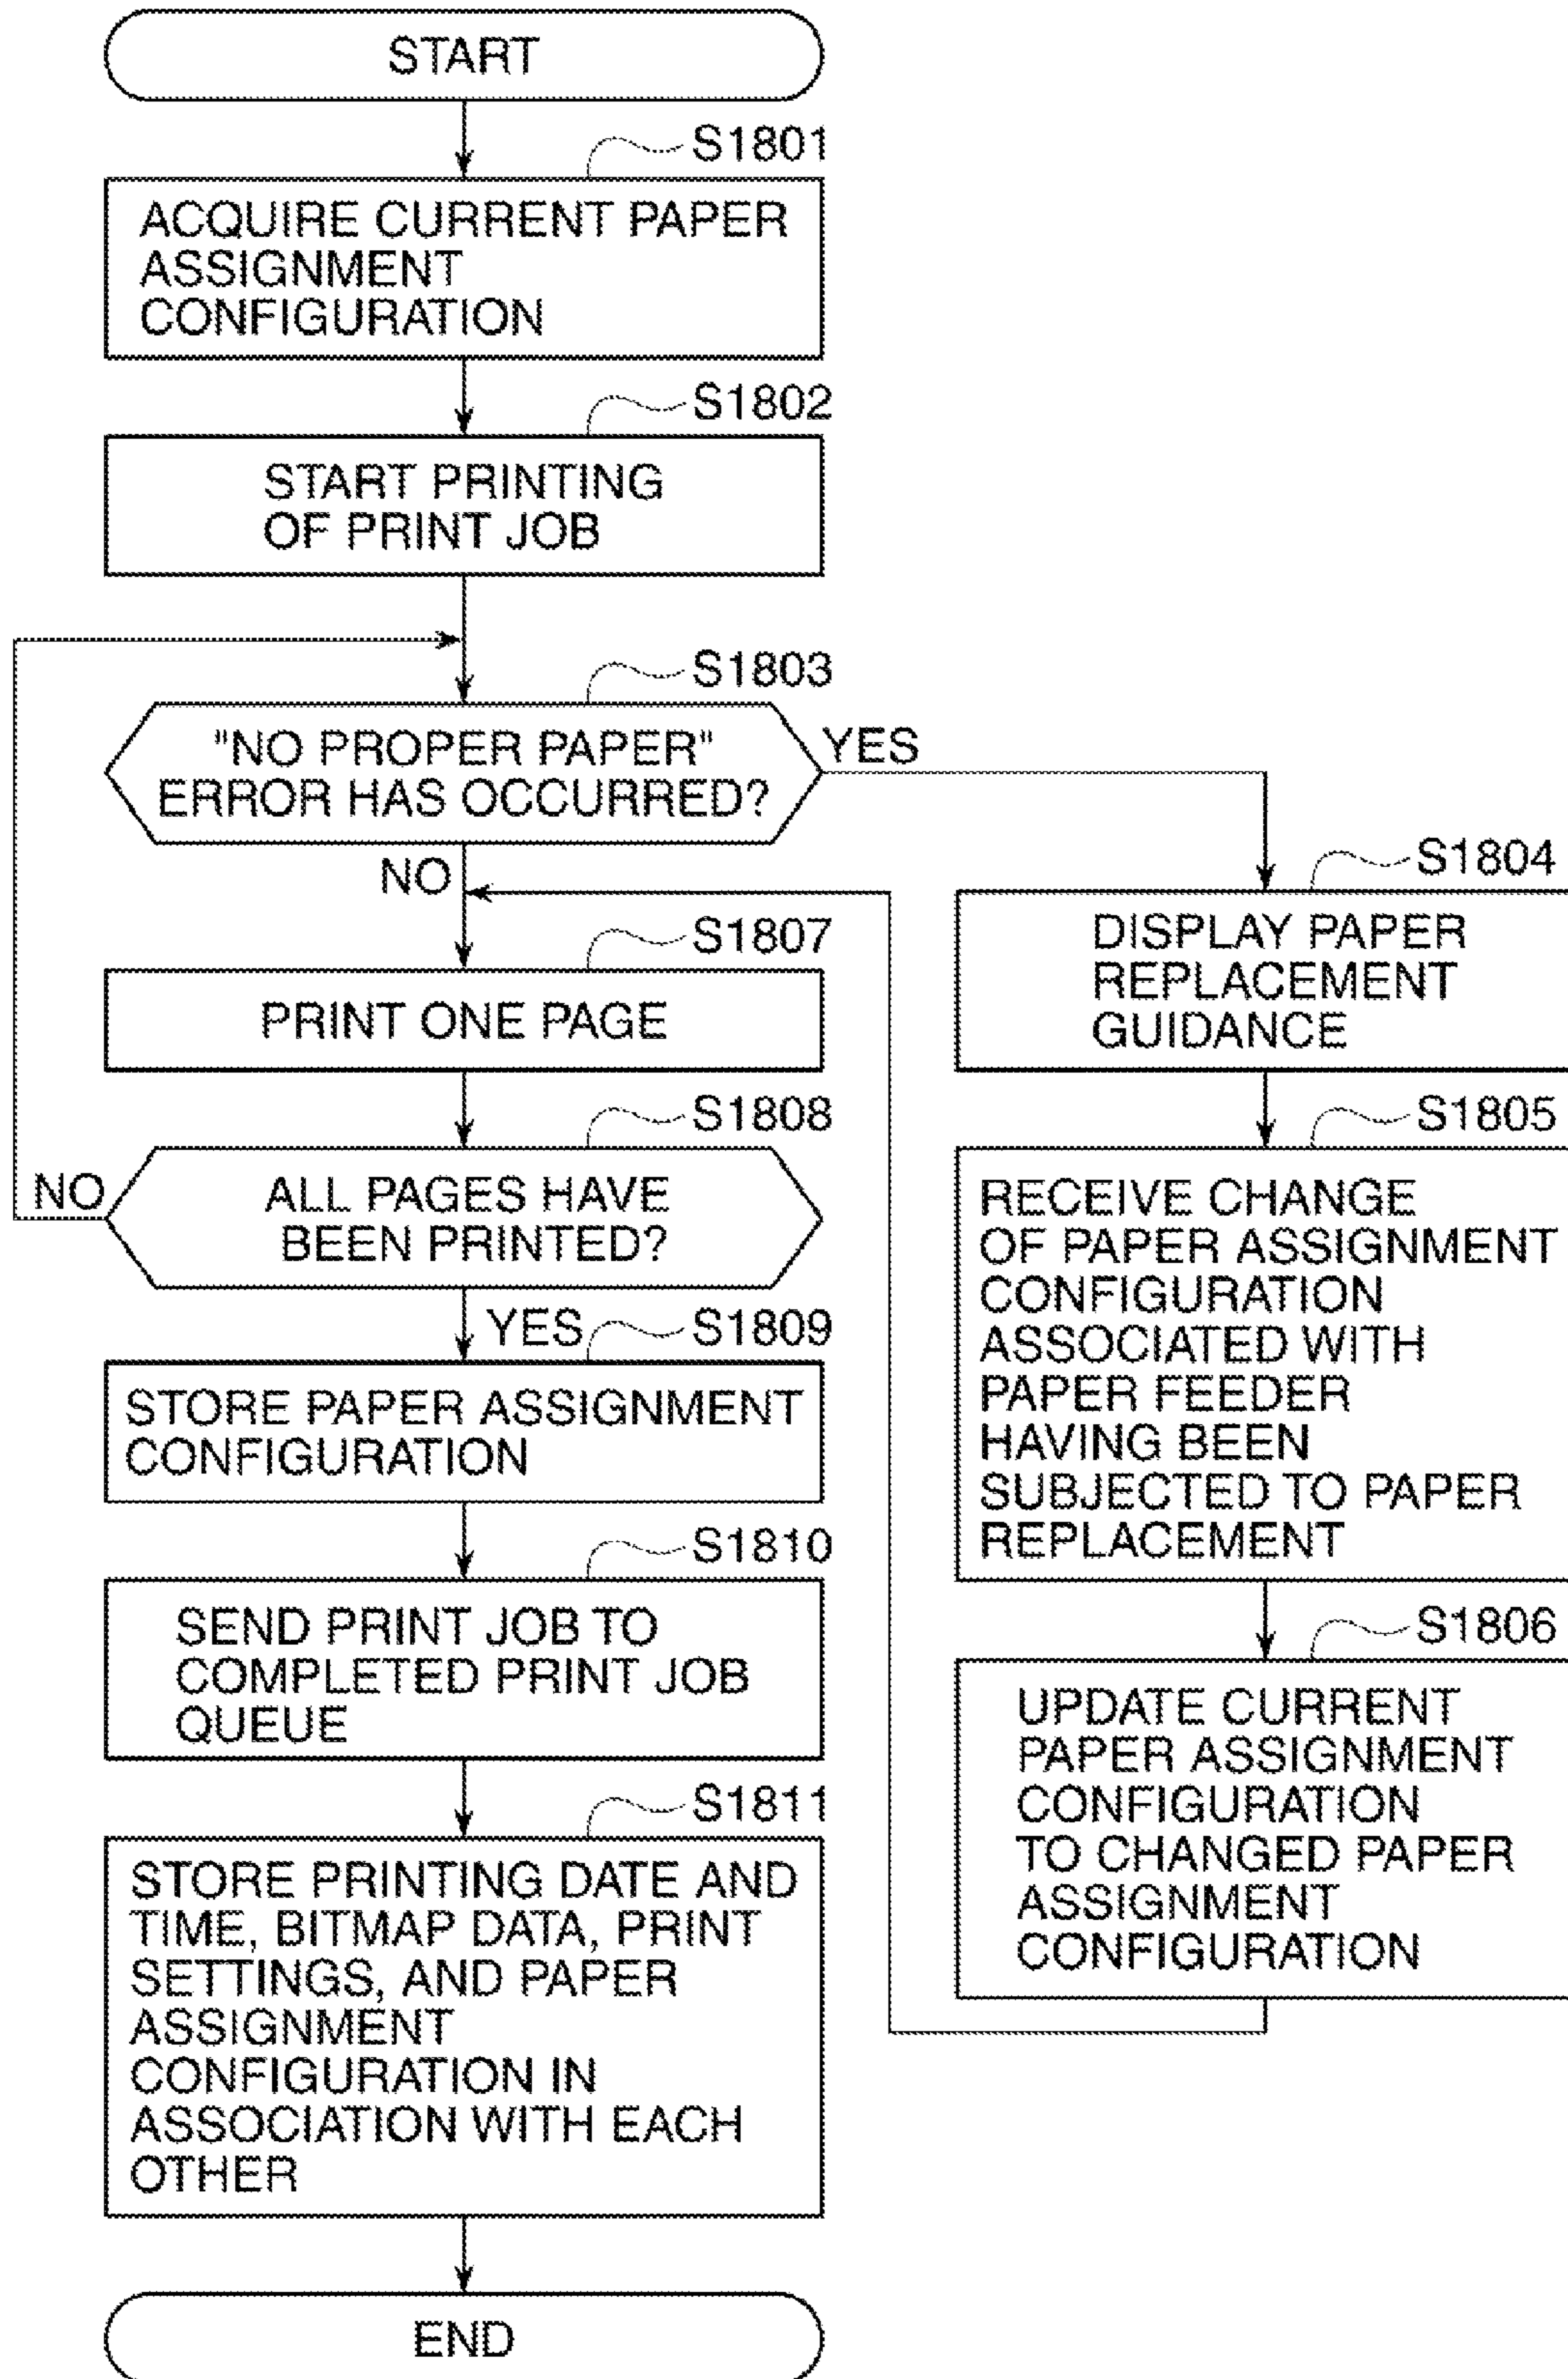 START
S1801
ACQUIRE CURRENT PAPER
ASSIGNMENT
CONFIGURATION
S1802
START PRINTING
OF PRINT JOB
S1803
"NO PROPER PAPER"
ERROR HAS OCCURRED?
YES
NO
S1804
DISPLAY PAPER
REPLACEMENT
GUIDANCE
S1805
RECEIVE CHANGE
OF PAPER ASSIGNMENT
CONFIGURATION
ASSOCIATED WITH
PAPER FEEDER
HAVING BEEN
SUBJECTED TO PAPER
REPLACEMENT
S1806
UPDATE CURRENT
PAPER ASSIGNMENT
CONFIGURATION
TO CHANGED PAPER
ASSIGNMENT
CONFIGURATION
S1807
PRINT ONE PAGE
S1808
ALL PAGES HAVE
BEEN PRINTED?
NO
YES
S1809
STORE PAPER ASSIGNMENT
CONFIGURATION
S1810
SEND PRINT JOB TO
COMPLETED PRINT JOB
QUEUE
S1811
STORE PRINTING DATE AND
TIME, BITMAP DATA, PRINT
SETTINGS, AND PAPER
ASSIGNMENT
CONFIGURATION IN
ASSOCIATION WITH EACH
OTHER
END